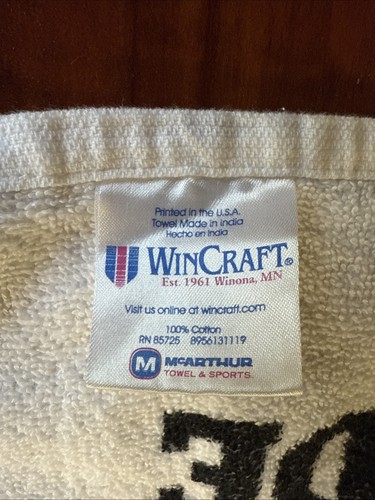 Printed in the U.S.A.
Towel Made in India
Hecho en India
WINCRAFT®
Est. 1961 Winona, MN
Visit us online at wincraft.com
100% Cotton
RN 85725 8956131119
M McARTHUR
TOWEL & SPORTS